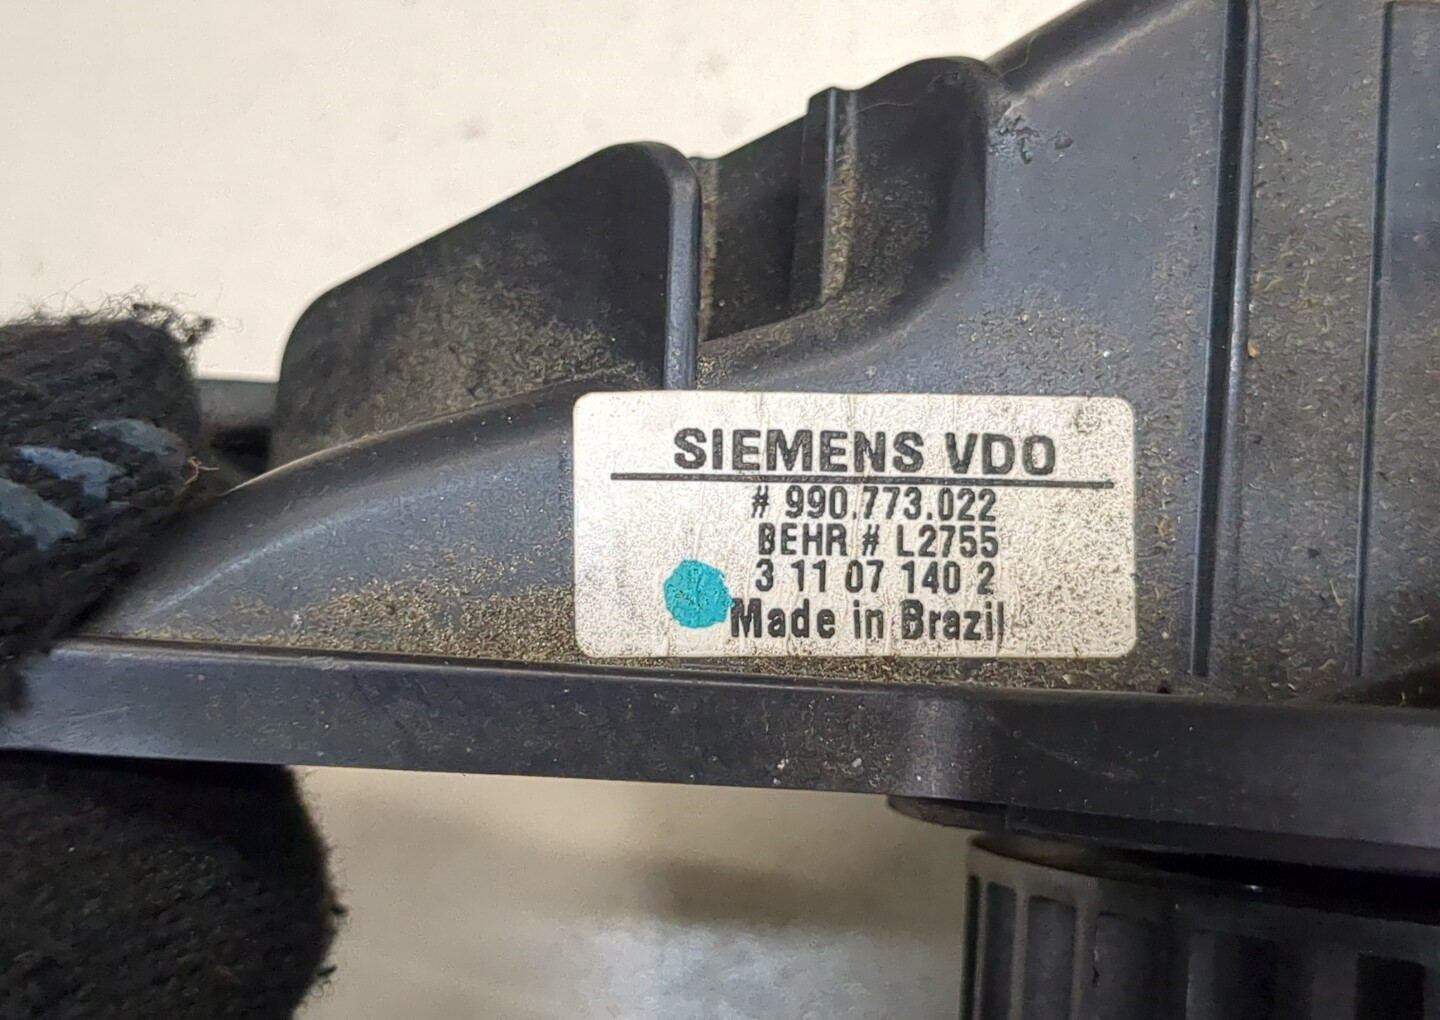 SIEMENS VDO
# 990.773.022
BEHR # L2755
3 11 07 140 2
Made in Brazil